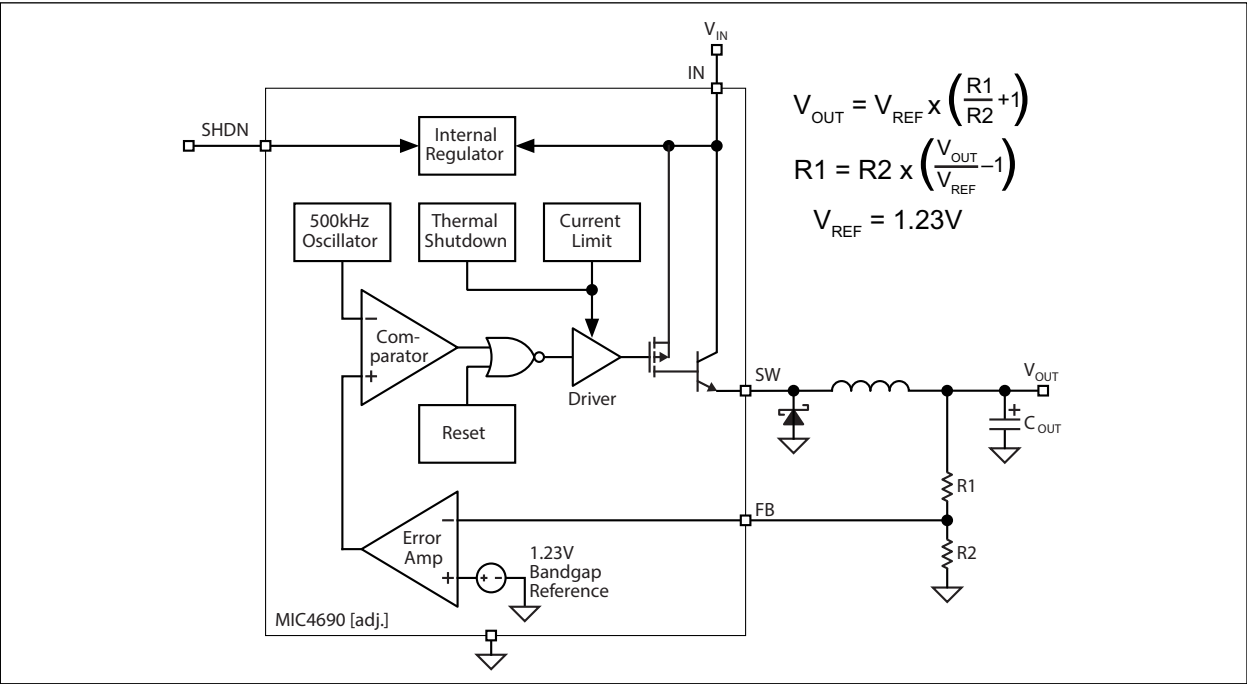 V_IN
IN
SHDN
Internal
Regulator
V_OUT = V_REF x (R1/R2 +1)
R1 = R2 x (V_OUT/V_REF –1)
V_REF = 1.23V
500kHz
Oscillator
Thermal
Shutdown
Current
Limit
–
Com-
parator
+
Driver
Reset
SW
V_OUT
+
C_OUT
R1
FB
R2
–
Error
Amp
+
+ -
1.23V
Bandgap
Reference
MIC4690 [adj.]